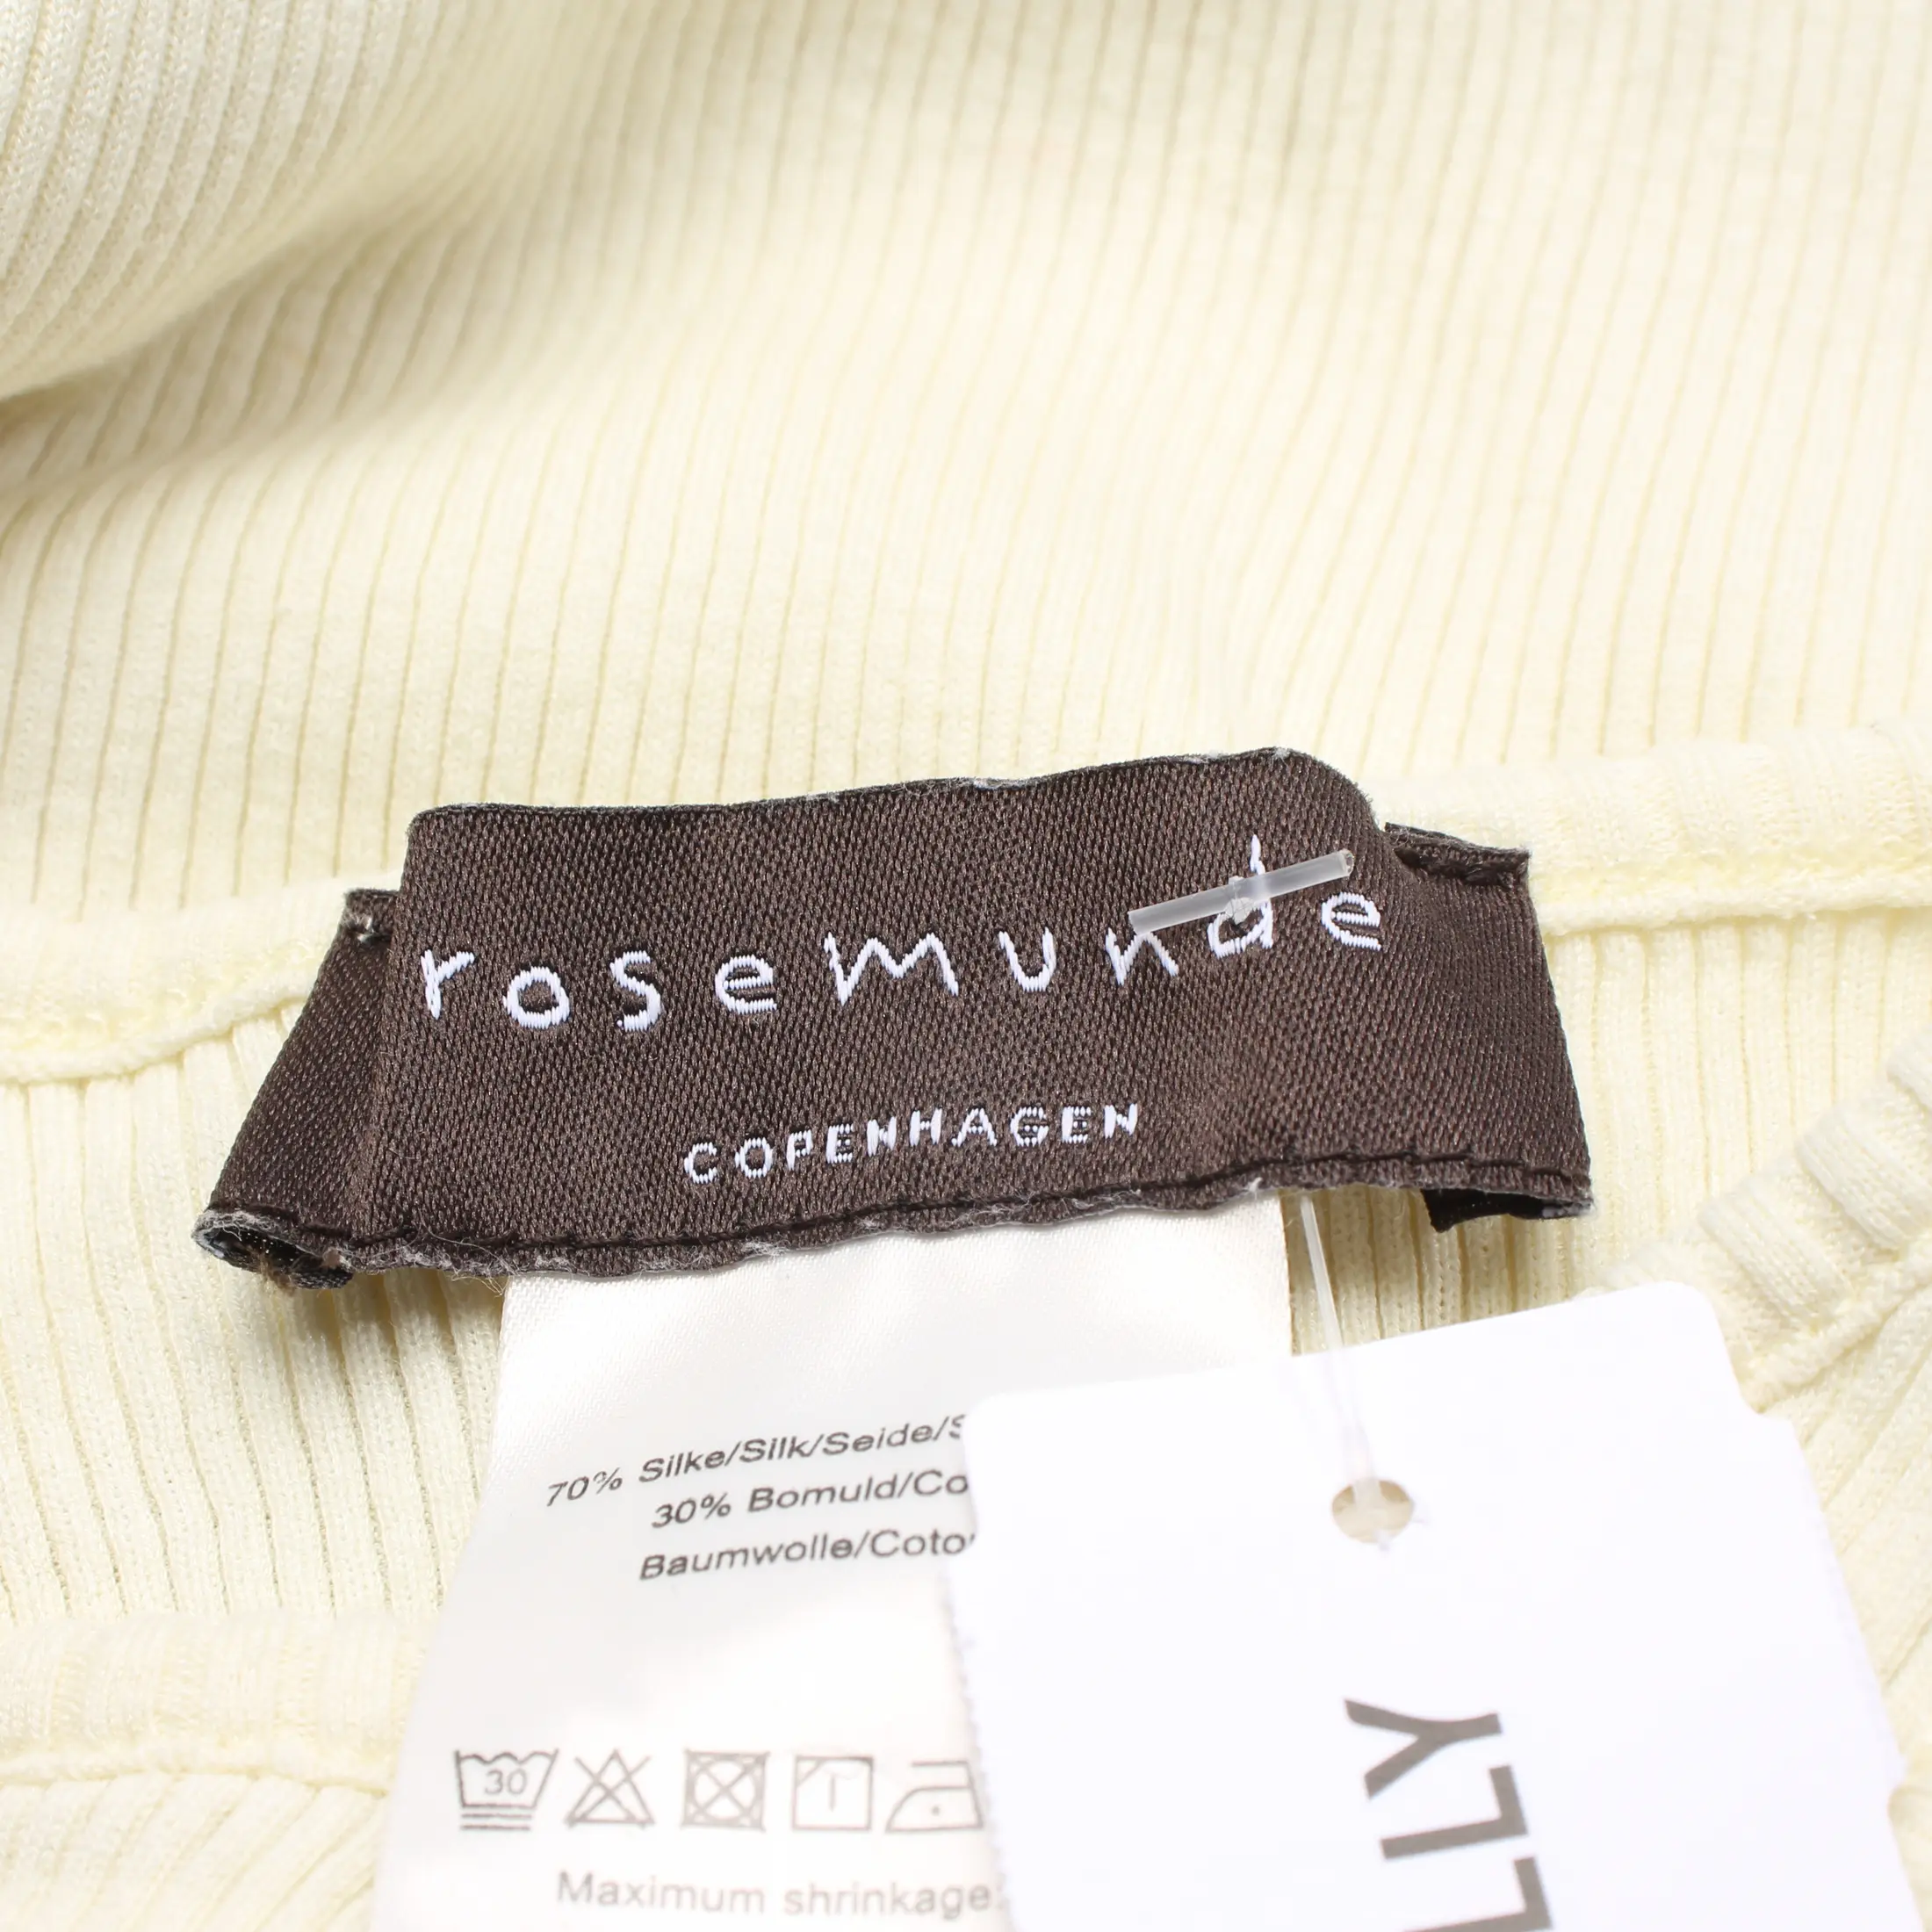 rosemunde
COPENHAGEN
70% Silke/Silk/Seide/S
30% Bomuld/Co
Baumwolle/Coto
30
Maximum shrinkage
LLY